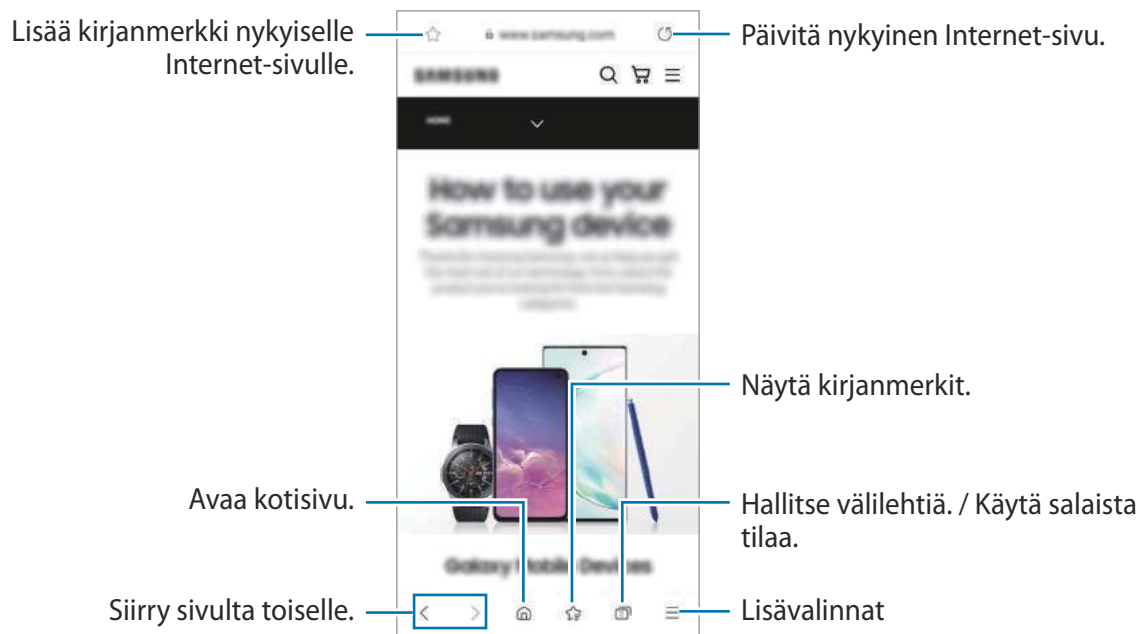 Lisää kirjanmerkki nykyiselle
Internet-sivulle.
www.samsung.com
Päivitä nykyinen Internet-sivu.
SAMSUNG
HOME
How to use your
Samsung device
Näytä kirjanmerkit.
Avaa kotisivu.
Hallitse välilehtiä. / Käytä salaista
tilaa.
Galaxy Mobile Devices
Siirry sivulta toiselle.
Lisävalinnat